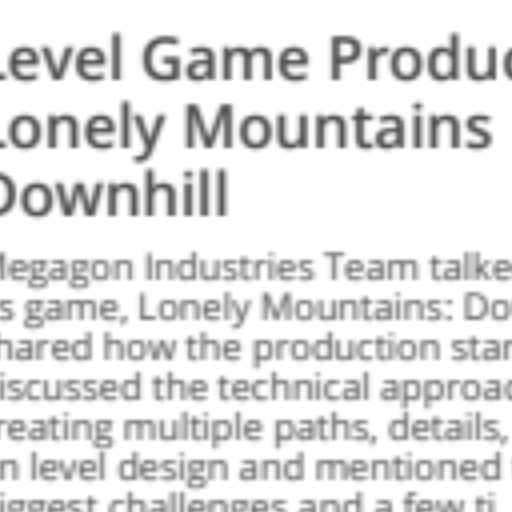 Level Game Produc
Lonely Mountains
Downhill
Megagon Industries Team talke
s game, Lonely Mountains: Do
hared how the production star
iscussed the technical approac
reating multiple paths, details,
n level design and mentioned
iggest challenges and a few ti